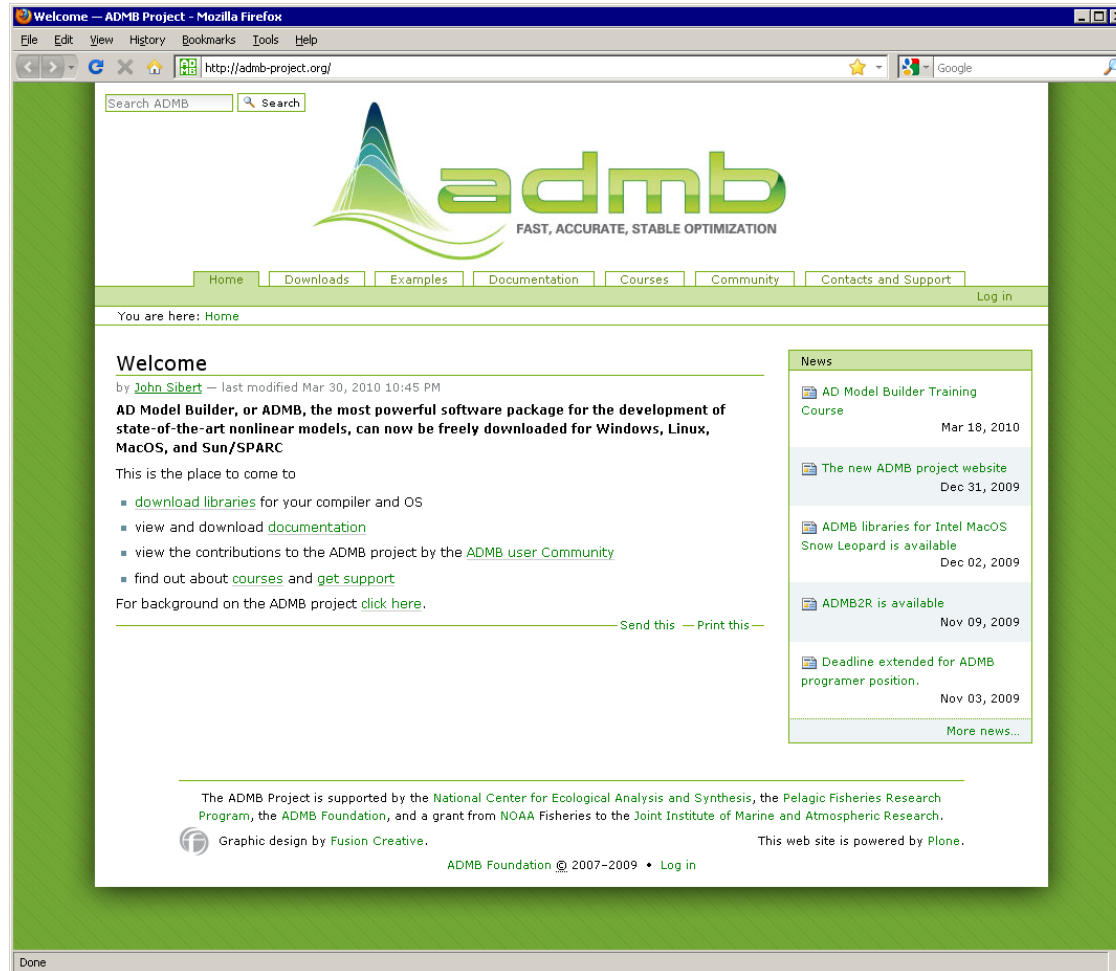 Welcome — ADMB Project - Mozilla Firefox
File Edit View History Bookmarks Tools Help
http://admb-project.org/
Google
Search ADMB
Search
admb
FAST, ACCURATE, STABLE OPTIMIZATION
Home Downloads Examples Documentation Courses Community Contacts and Support
Log in
You are here: Home
Welcome
by John Sibert — last modified Mar 30, 2010 10:45 PM
AD Model Builder, or ADMB, the most powerful software package for the development of
state-of-the-art nonlinear models, can now be freely downloaded for Windows, Linux,
MacOS, and Sun/SPARC
This is the place to come to
download libraries for your compiler and OS
view and download documentation
view the contributions to the ADMB project by the ADMB user Community
find out about courses and get support
For background on the ADMB project click here.
Send this — Print this —
News
AD Model Builder Training
Course
Mar 18, 2010
The new ADMB project website
Dec 31, 2009
ADMB libraries for Intel MacOS
Snow Leopard is available
Dec 02, 2009
ADMB2R is available
Nov 09, 2009
Deadline extended for ADMB
programer position.
Nov 03, 2009
More news...
The ADMB Project is supported by the National Center for Ecological Analysis and Synthesis, the Pelagic Fisheries Research
Program, the ADMB Foundation, and a grant from NOAA Fisheries to the Joint Institute of Marine and Atmospheric Research.
Graphic design by Fusion Creative.
This web site is powered by Plone.
ADMB Foundation © 2007–2009 • Log in
Done